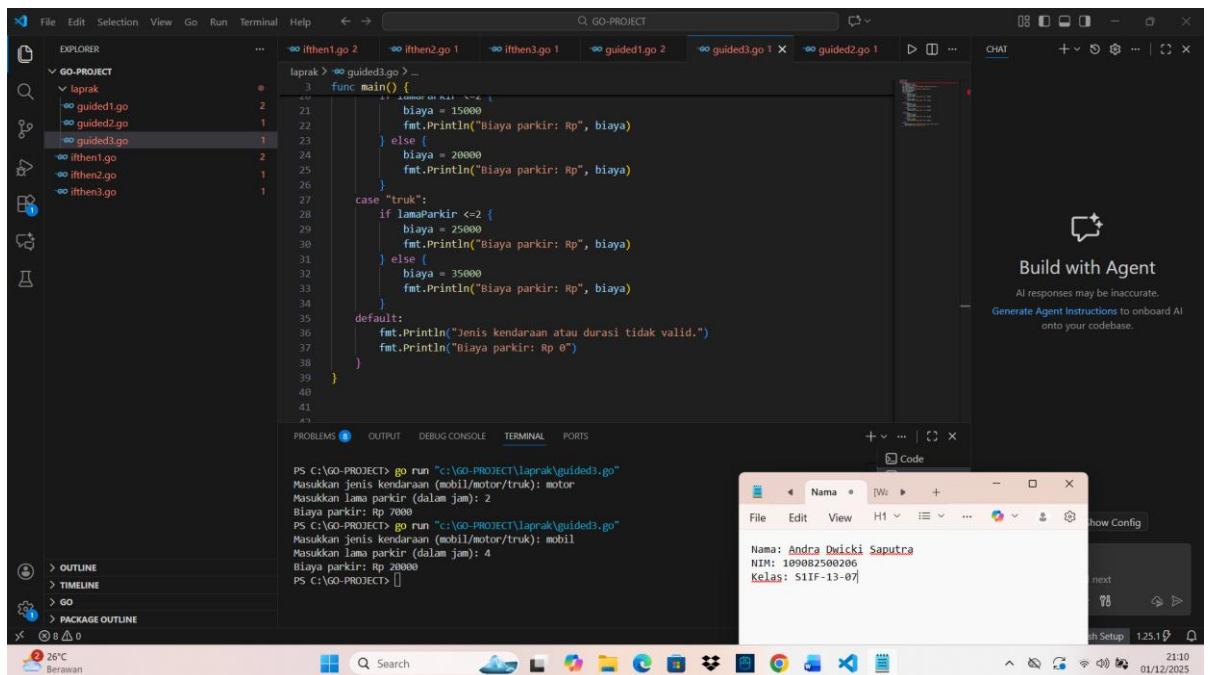 File Edit Selection View Go Run Terminal Help
GO-PROJECT
EXPLORER
GO-PROJECT
laprak
guided1.go 2
guided2.go 1
guided3.go 1
ifthen1.go 2
ifthen2.go 1
ifthen3.go 1
OUTLINE
TIMELINE
GO
PACKAGE OUTLINE
ifthen1.go 2 ifthen2.go 1 ifthen3.go 1 guided1.go 2 guided3.go 1 guided2.go 1
laprak > guided3.go > ...
3 func main() {
20 if lamaParkir <=2 {
21 biaya = 15000
22 fmt.Println("Biaya parkir: Rp", biaya)
23 } else {
24 biaya = 20000
25 fmt.Println("Biaya parkir: Rp", biaya)
26 }
27 case "truk":
28 if lamaParkir <=2 {
29 biaya = 25000
30 fmt.Println("Biaya parkir: Rp", biaya)
31 } else {
32 biaya = 35000
33 fmt.Println("Biaya parkir: Rp", biaya)
34 }
35 default:
36 fmt.Println("Jenis kendaraan atau durasi tidak valid.")
37 fmt.Println("Biaya parkir: Rp 0")
38 }
39 }
40
41
42
PROBLEMS 8 OUTPUT DEBUG CONSOLE TERMINAL PORTS
Code
PS C:\GO-PROJECT> go run "c:\GO-PROJECT\laprak\guided3.go"
Masukkan jenis kendaraan (mobil/motor/truk): motor
Masukkan lama parkir (dalam jam): 2
Biaya parkir: Rp 7000
PS C:\GO-PROJECT> go run "c:\GO-PROJECT\laprak\guided3.go"
Masukkan jenis kendaraan (mobil/motor/truk): mobil
Masukkan lama parkir (dalam jam): 4
Biaya parkir: Rp 20000
PS C:\GO-PROJECT>
CHAT
Build with Agent
AI responses may be inaccurate.
Generate Agent Instructions to onboard AI
onto your codebase.
how Config
next
Nama
File Edit View H1
Nama: Andra Dwicki Saputra
NIM: 109082500206
Kelas: S1IF-13-07
8 0
sh Setup 1.25.1
26°C
Berawan
Search
21:10
01/12/2025